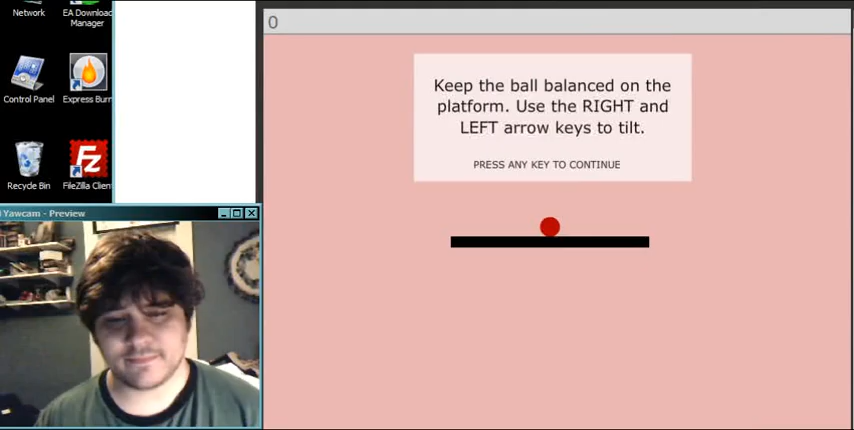 Network
EA Download
Manager
Control Panel
Express Burn
Recycle Bin
FileZilla Client
Yawcam - Preview
0
Keep the ball balanced on the
platform. Use the RIGHT and
LEFT arrow keys to tilt.
PRESS ANY KEY TO CONTINUE